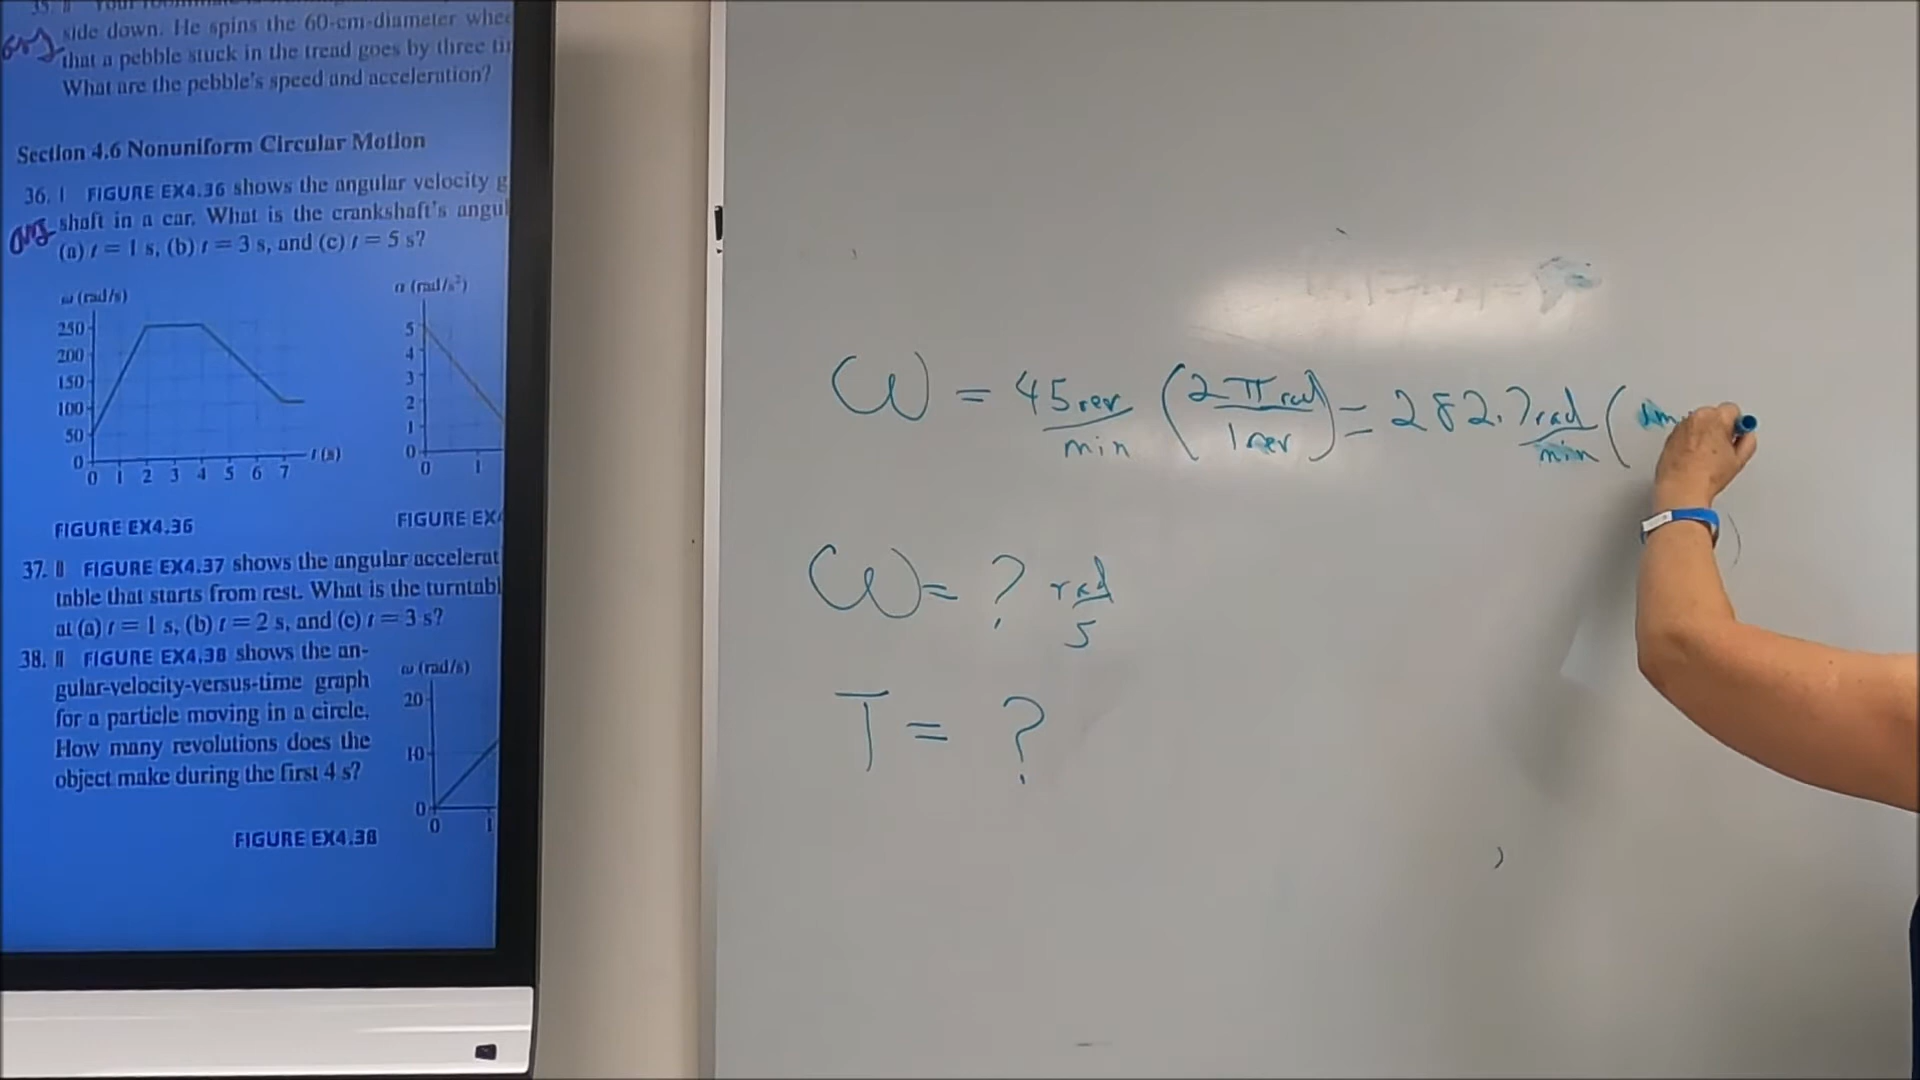 side down. He spins the 60-cm-diameter
that a pebble stuck in the tread goes by three
What are the pebble's speed and acceleration?
Section 4.6 Nonuniform Circular Motion
36. I FIGURE EX4.36 shows the angular velocity
ans
shaft in a car. What is the crankshaft's
(a) t = 1 s, (b) t = 3 s, and (c) t = 5 s?
ω (rad/s)
250
200
150
100
50
0
0 1 2 3 4 5 6 7
t (s)
FIGURE EX4.36
α (rad/s²)
5
4
3
2
1
0
0 1
FIGURE
37. II FIGURE EX4.37 shows the angular
table that starts from rest. What is the
at (a) t = 1 s, (b) t = 2 s, and (c) t = 3 s?
38. II FIGURE EX4.38 shows the an-
gular-velocity-versus-time graph
for a particle moving in a circle.
How many revolutions does the
object make during the first 4 s?
ω (rad/s)
20
10
0
0 1
FIGURE EX4.38
ω = 45 rev/min (2π rad/1 rev) = 282.7 rad/min (1m
ω = ? rad/s
T = ?